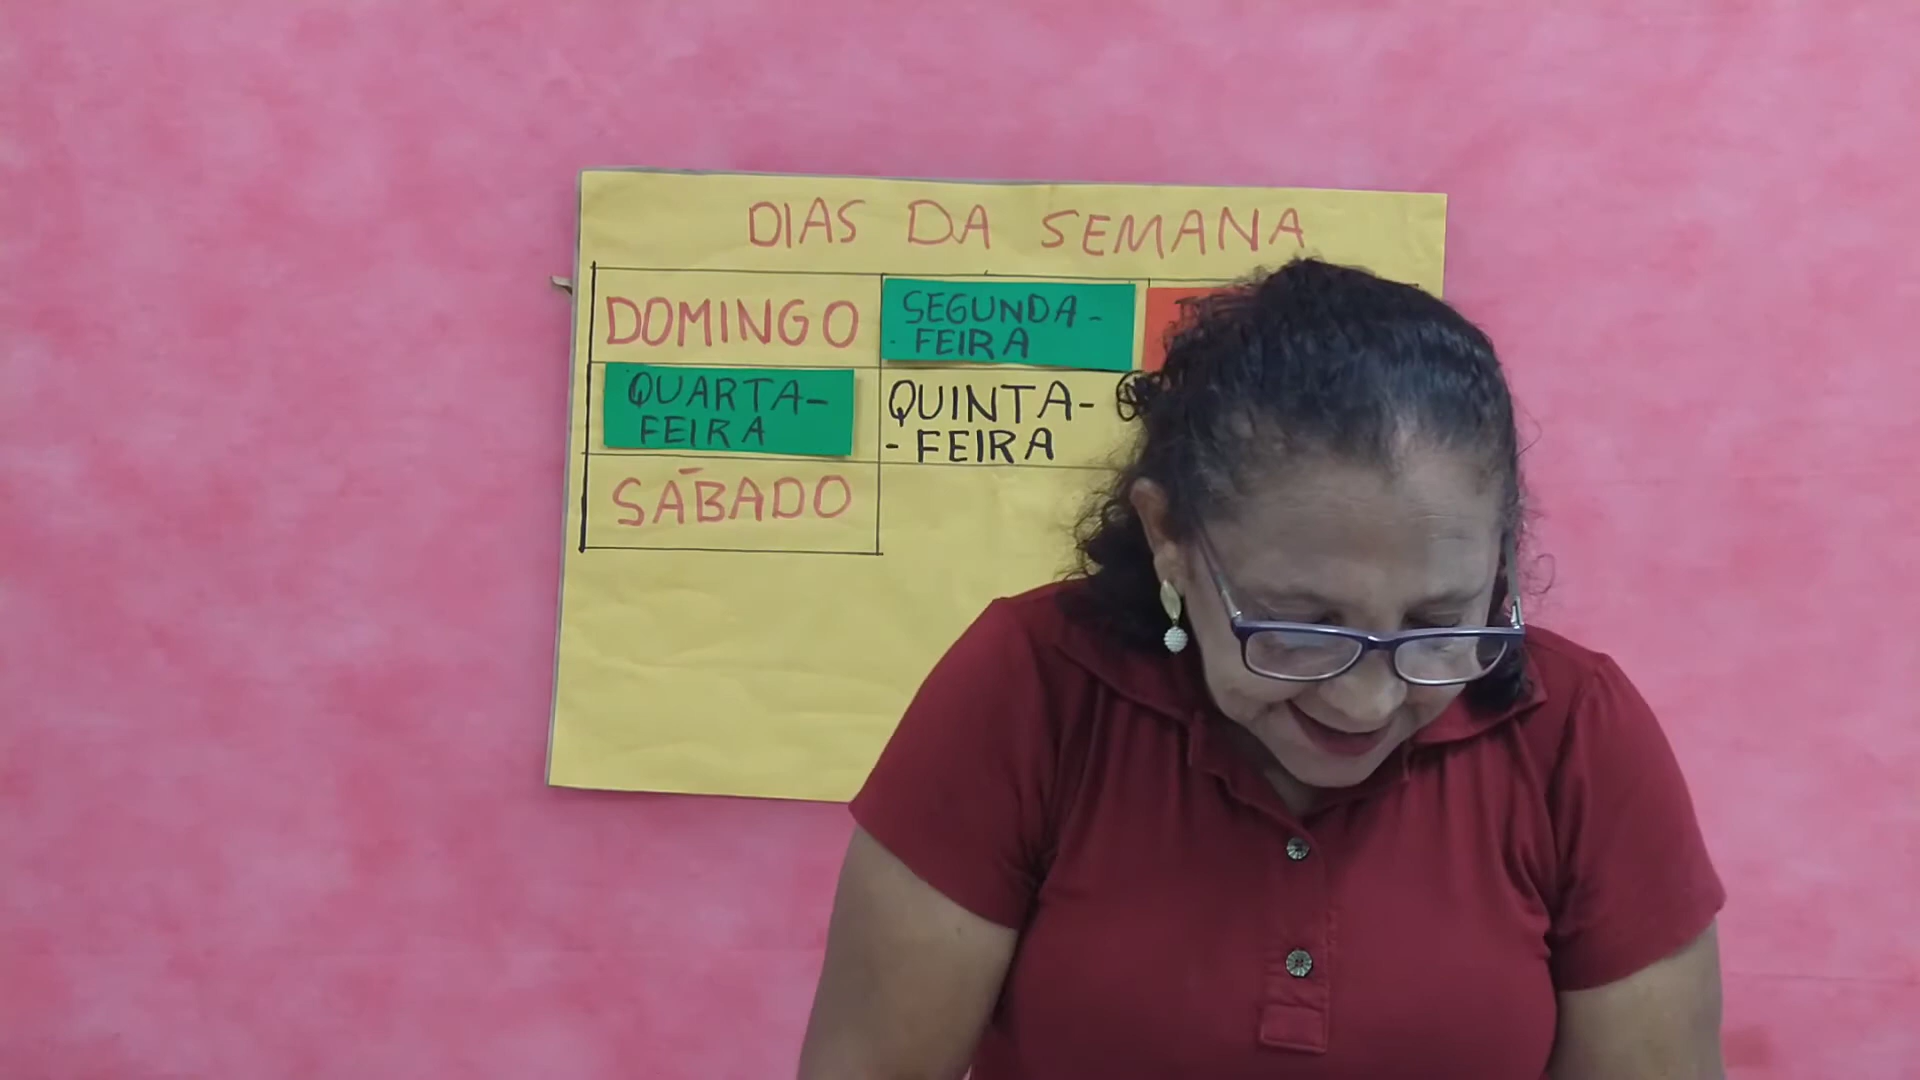 DIAS DA SEMANA
DOMINGO
SEGUNDA-
- FEIRA
QUARTA-
FEIRA
QUINTA-
- FEIRA
SÁBADO